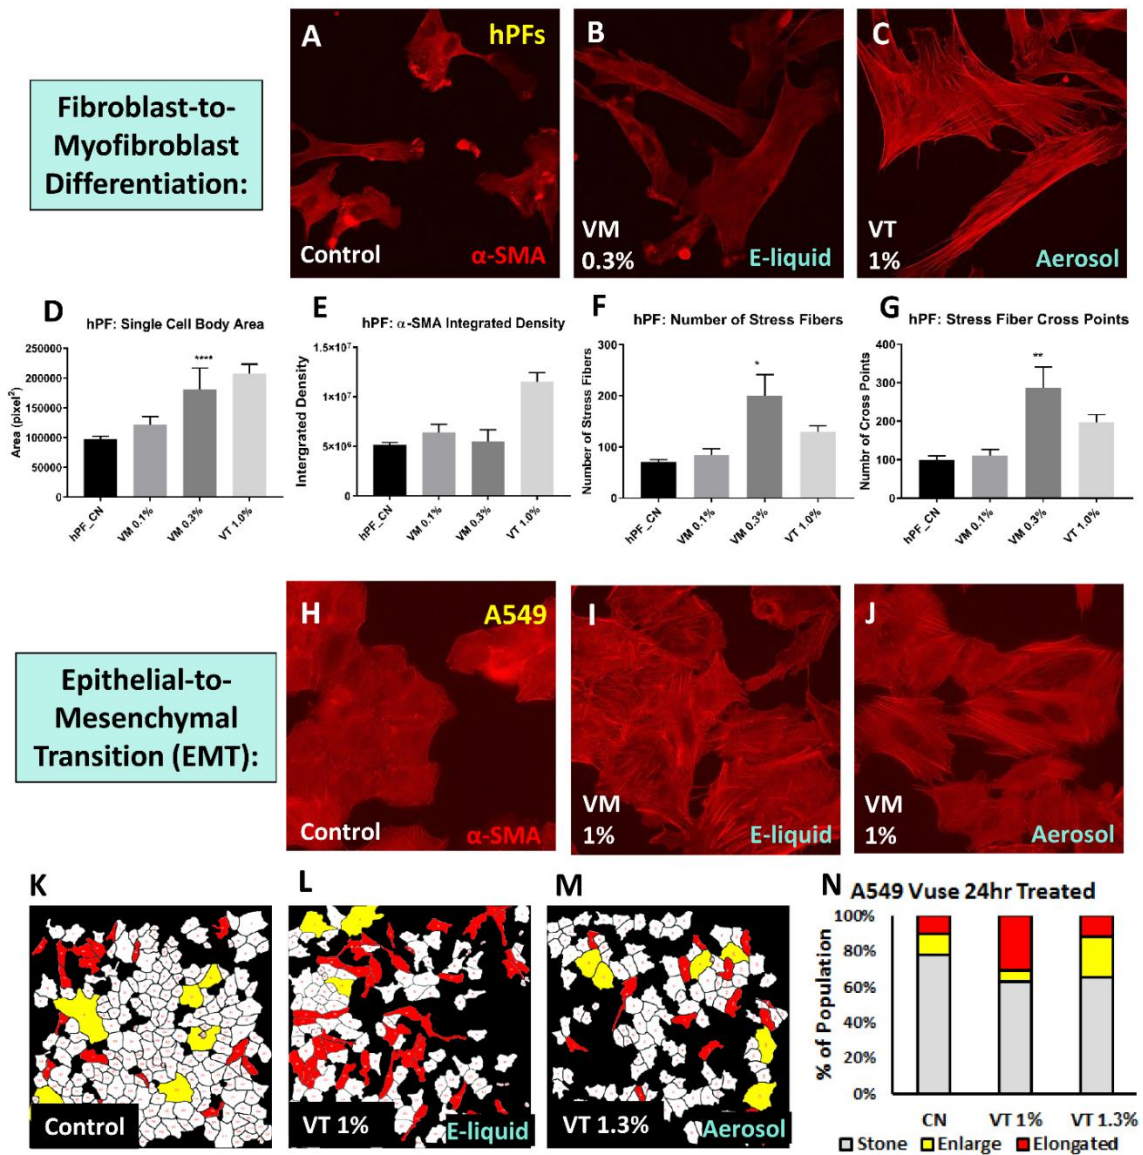 A
hPFs
Control
α-SMA
B
VM
0.3%
E-liquid
C
VT
1%
Aerosol
Fibroblast-to-
Myofibroblast
Differentiation:
D
hPF: Single Cell Body Area
Area (pixel²)
250000
200000
150000
100000
50000
0
****
hPF_CN
VM 0.1%
VM 0.3%
VT 1.0%
E
hPF: α-SMA Integrated Density
Intergrated Density
1.5×10⁷
1×10⁷
5×10⁶
0
hPF_CN
VM 0.1%
VM 0.3%
VT 1.0%
F
hPF: Number of Stress Fibers
Number of Stress Fibers
300
200
100
0
*
hPF_CN
VM 0.1%
VM 0.3%
VT 1.0%
G
hPF: Stress Fiber Cross Points
Numbr of Cross Points
400
300
200
100
0
**
hPF_CN
VM 0.1%
VM 0.3%
VT 1.0%
Epithelial-to-
Mesenchymal
Transition (EMT):
H
A549
Control
α-SMA
I
VM
1%
E-liquid
J
VM
1%
Aerosol
K
Control
L
VT 1%
E-liquid
M
VT 1.3%
Aerosol
N
A549 Vuse 24hr Treated
% of Population
100%
80%
60%
40%
20%
0%
CN
VT 1%
VT 1.3%
Stone
Enlarge
Elongated